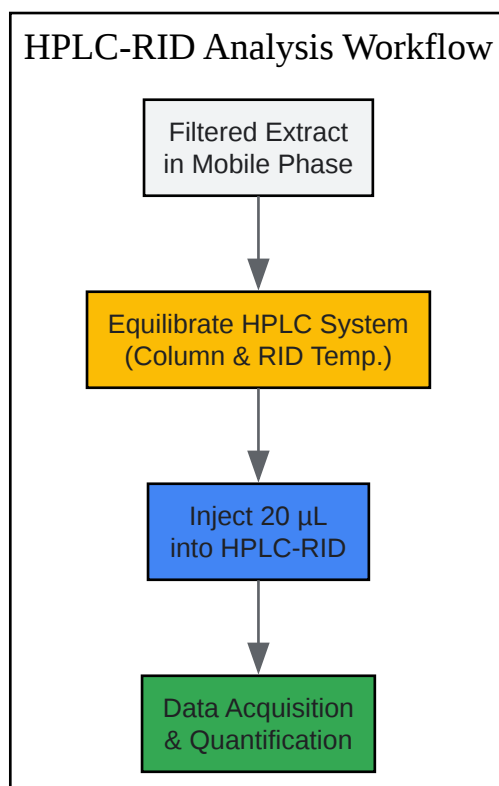 HPLC-RID Analysis Workflow
Filtered Extract
in Mobile Phase
Equilibrate HPLC System
(Column & RID Temp.)
Inject 20 µL
into HPLC-RID
Data Acquisition
& Quantification